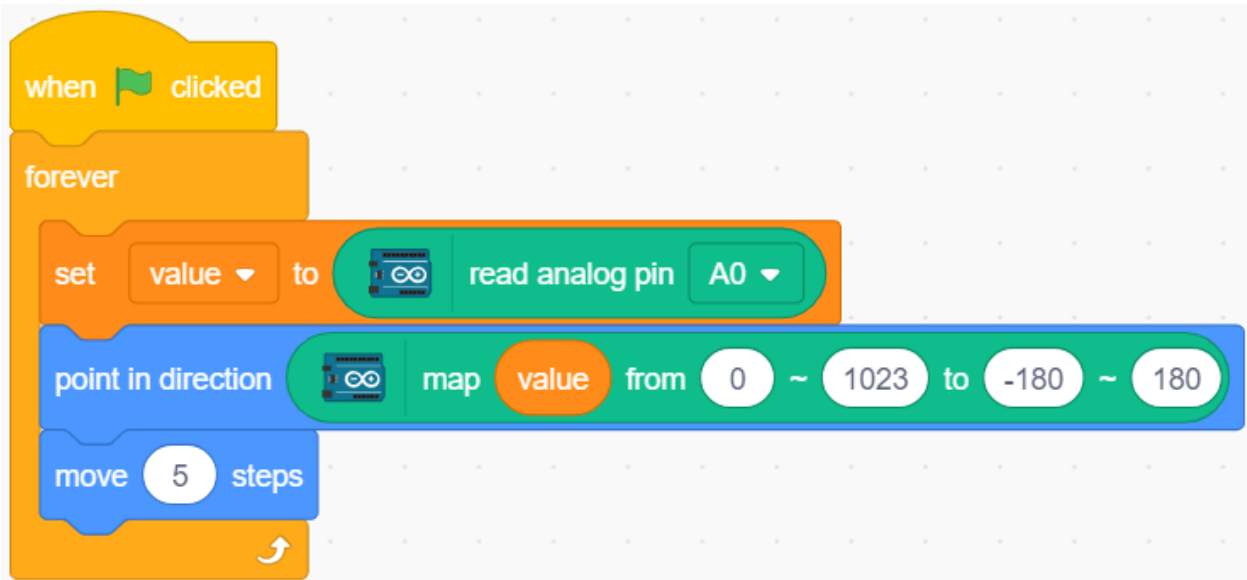 when clicked
forever
set value to read analog pin A0
point in direction map value from 0 ~ 1023 to -180 ~ 180
move 5 steps